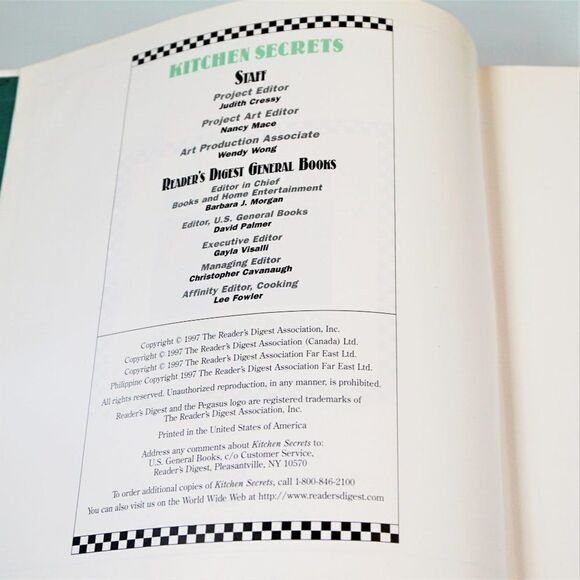 KITCHEN SECRETS
STAFF
Project Editor
Judith Cressy
Project Art Editor
Nancy Mace
Art Production Associate
Wendy Wong
READER'S DIGEST GENERAL BOOKS
Editor in Chief
Books and Home Entertainment
Barbara J. Morgan
Editor, U.S. General Books
David Palmer
Executive Editor
Gayla Visalli
Managing Editor
Christopher Cavanaugh
Affinity Editor, Cooking
Lee Fowler
Copyright © 1997 The Reader's Digest Association, Inc.
Copyright © 1997 The Reader's Digest Association (Canada) Ltd.
Copyright © 1997 The Reader's Digest Association Far East Ltd.
Philippine Copyright 1997 The Reader's Digest Association Far East Ltd.
All rights reserved. Unauthorized reproduction, in any manner, is prohibited.
Reader's Digest and the Pegasus logo are registered trademarks of
The Reader's Digest Association, Inc.
Printed in the United States of America
Address any comments about Kitchen Secrets to:
U.S. General Books, c/o Customer Service,
Reader's Digest, Pleasantville, NY 10570
To order additional copies of Kitchen Secrets, call 1-800-846-2100
You can also visit us on the World Wide Web at http://www.readersdigest.com